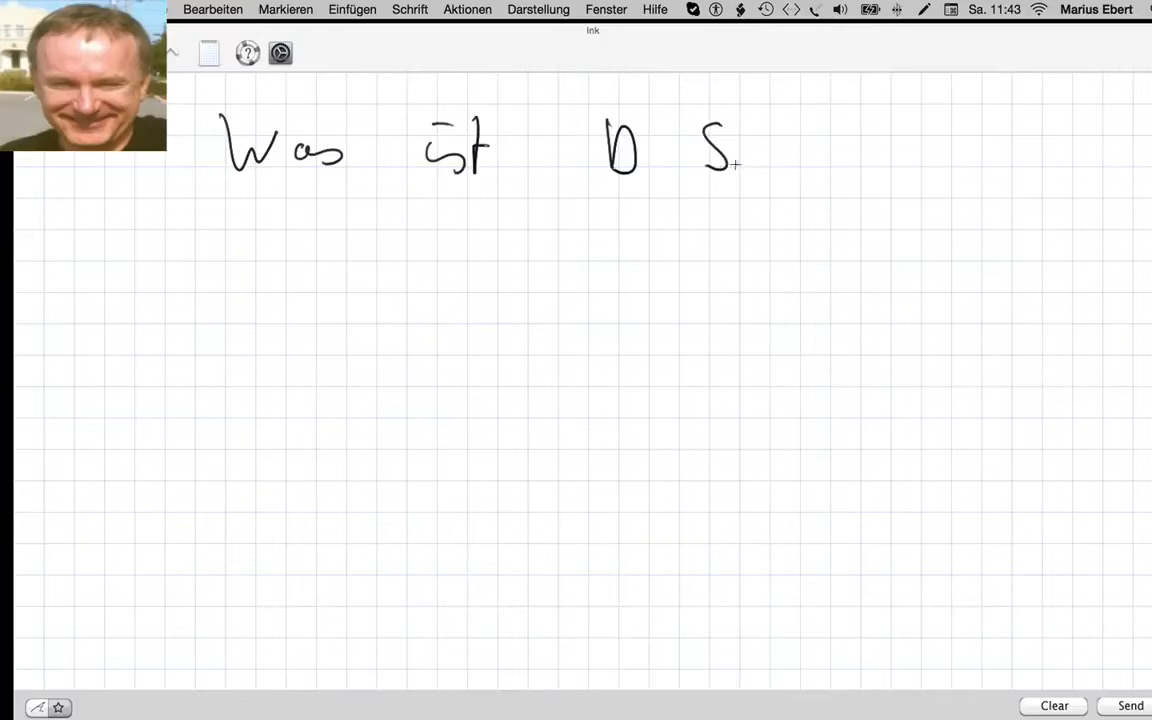 Bearbeiten Markieren Einfügen Schrift Aktionen Darstellung Fenster Hilfe Sa. 11:43 Marius Ebert
Ink
Was ist D S
Clear Send